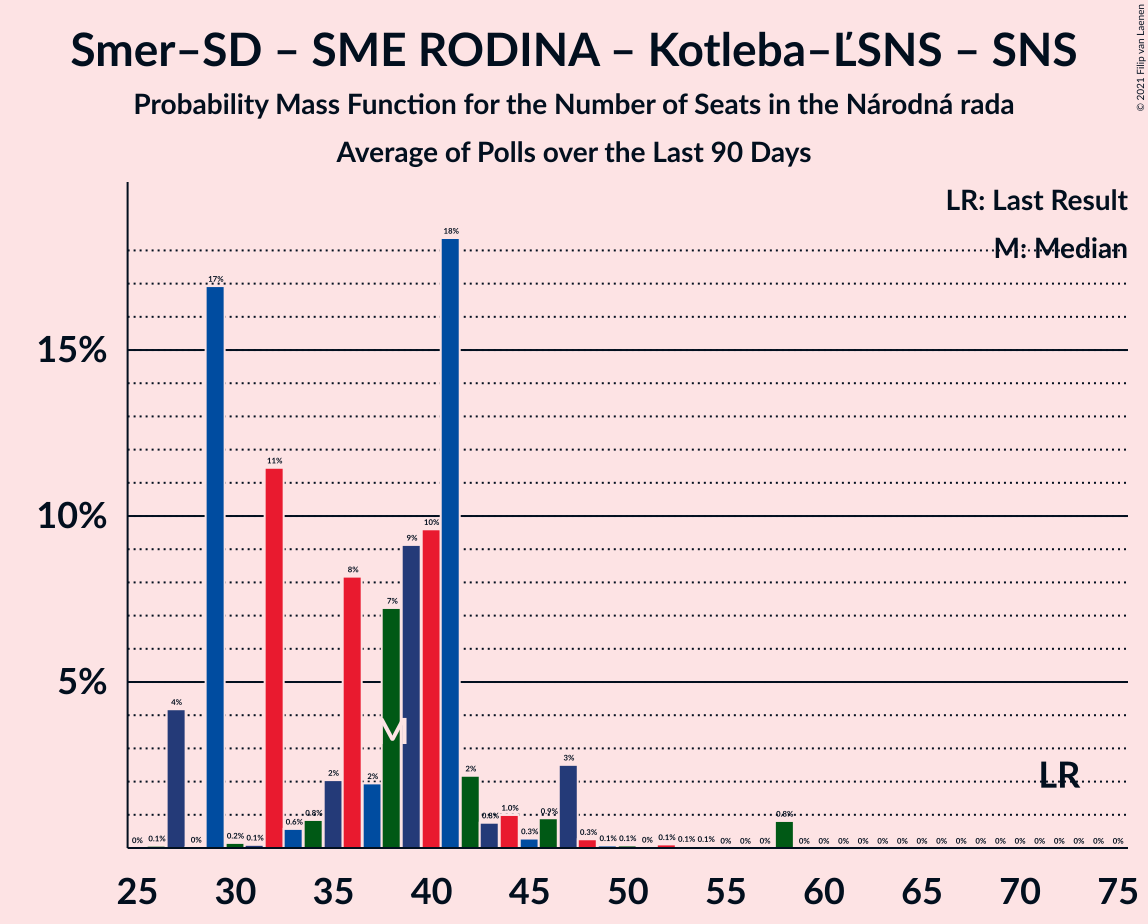 Smer–SD – SME RODINA – Kotleba–ĽSNS – SNS
Probability Mass Function for the Number of Seats in the Národná rada
Average of Polls over the Last 90 Days
© 2021 Filip van Laenen
LR: Last Result
M: Median
15%
10%
5%
0% 0.1% 4% 0% 17% 0.2% 0.1% 11% 0.6% 0.8% 2% 8% 2% 7% 9% 10% 18% 2% 0.8% 1.0% 0.3% 0.9% 3% 0.3% 0.1% 0.1% 0% 0.1% 0.1% 0.1% 0% 0% 0% 0.8% 0% 0% 0% 0% 0% 0% 0% 0% 0% 0% 0% 0% 0% 0% 0% 0% 0%
M
LR
25 30 35 40 45 50 55 60 65 70 75